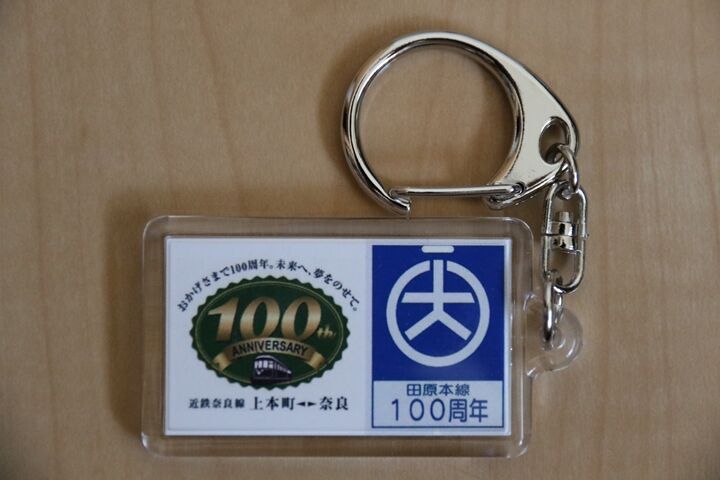 おかげさまで100周年。未来へ、夢をのせて。
100th
ANNIVERSARY
近鉄奈良線 上本町◄►奈良
大
田原本線
100周年